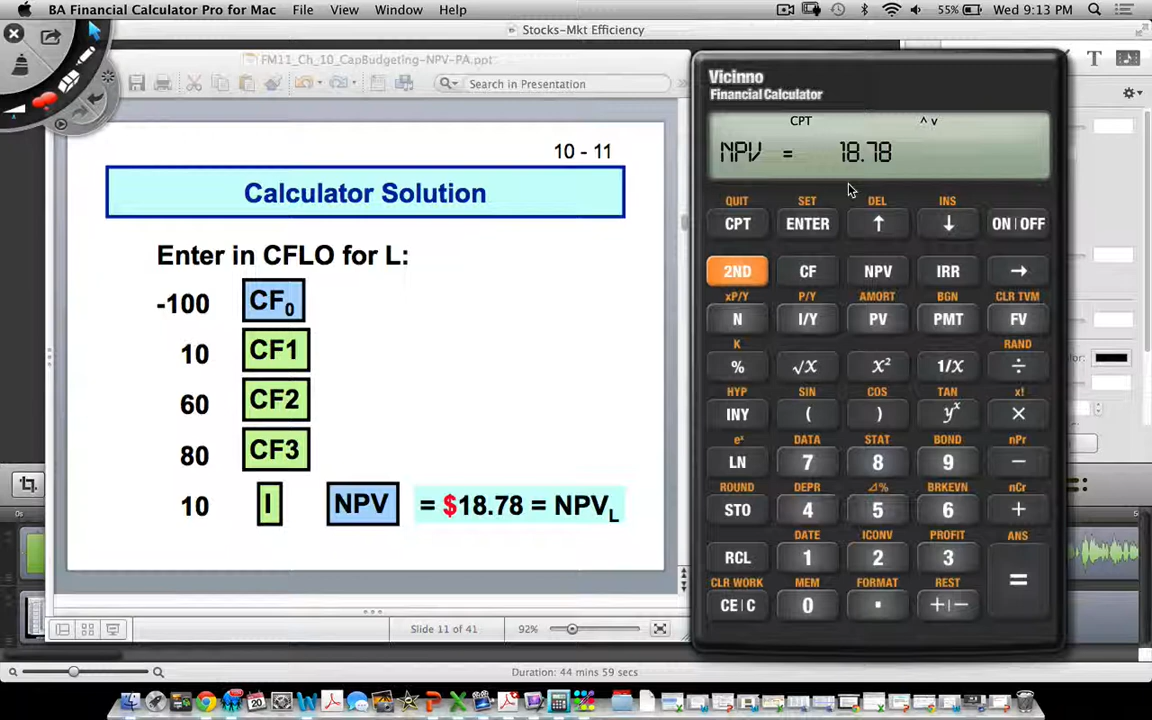 BA Financial Calculator Pro for Mac File View Window Help 55% Wed 9:13 PM
Stocks-Mkt Efficiency
FM11_Ch_10_CapBudgeting-NPV-PA.ppt
Search in Presentation
10 - 11
Calculator Solution
Enter in CFLO for L:
-100 CF0
10 CF1
60 CF2
80 CF3
10 I NPV = $18.78 = NPVL
Slide 11 of 41 92%
Duration: 44 mins 59 secs
Vicinno
Financial Calculator
CPT ^ v
NPV = 18.78
QUIT SET DEL INS
CPT ENTER ↑ ↓ ON|OFF
2ND CF NPV IRR →
xP/Y P/Y AMORT BGN CLR TVM
N I/Y PV PMT FV
K RAND
% √X X² 1/X ÷
HYP SIN COS TAN x!
INY ( ) yˣ ×
eˣ DATA STAT BOND nPr
LN 7 8 9 −
ROUND DEPR ⊿% BRKEVN nCr
STO 4 5 6 +
DATE ICONV PROFIT ANS
RCL 1 2 3 =
CLR WORK MEM FORMAT REST
CE|C 0 . +|−
T
0s